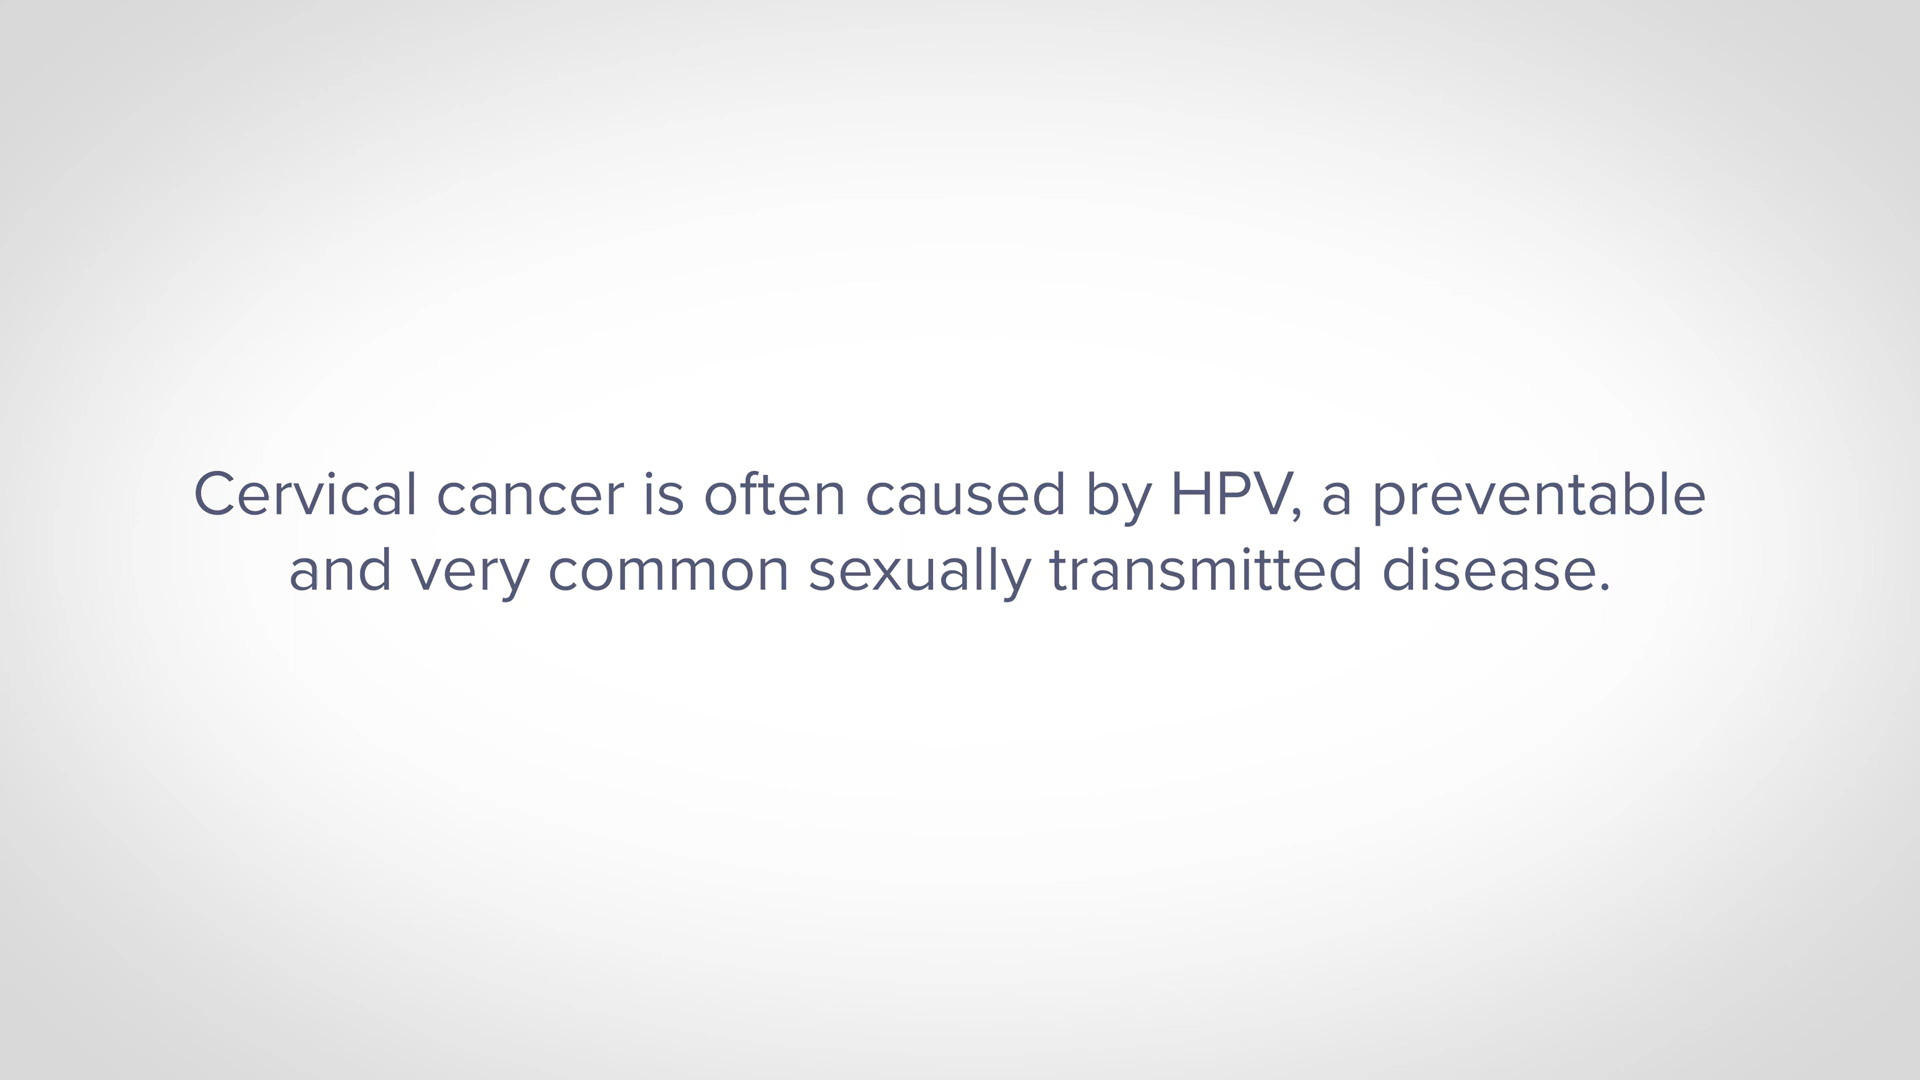 Cervical cancer is often caused by HPV, a preventable
and very common sexually transmitted disease.